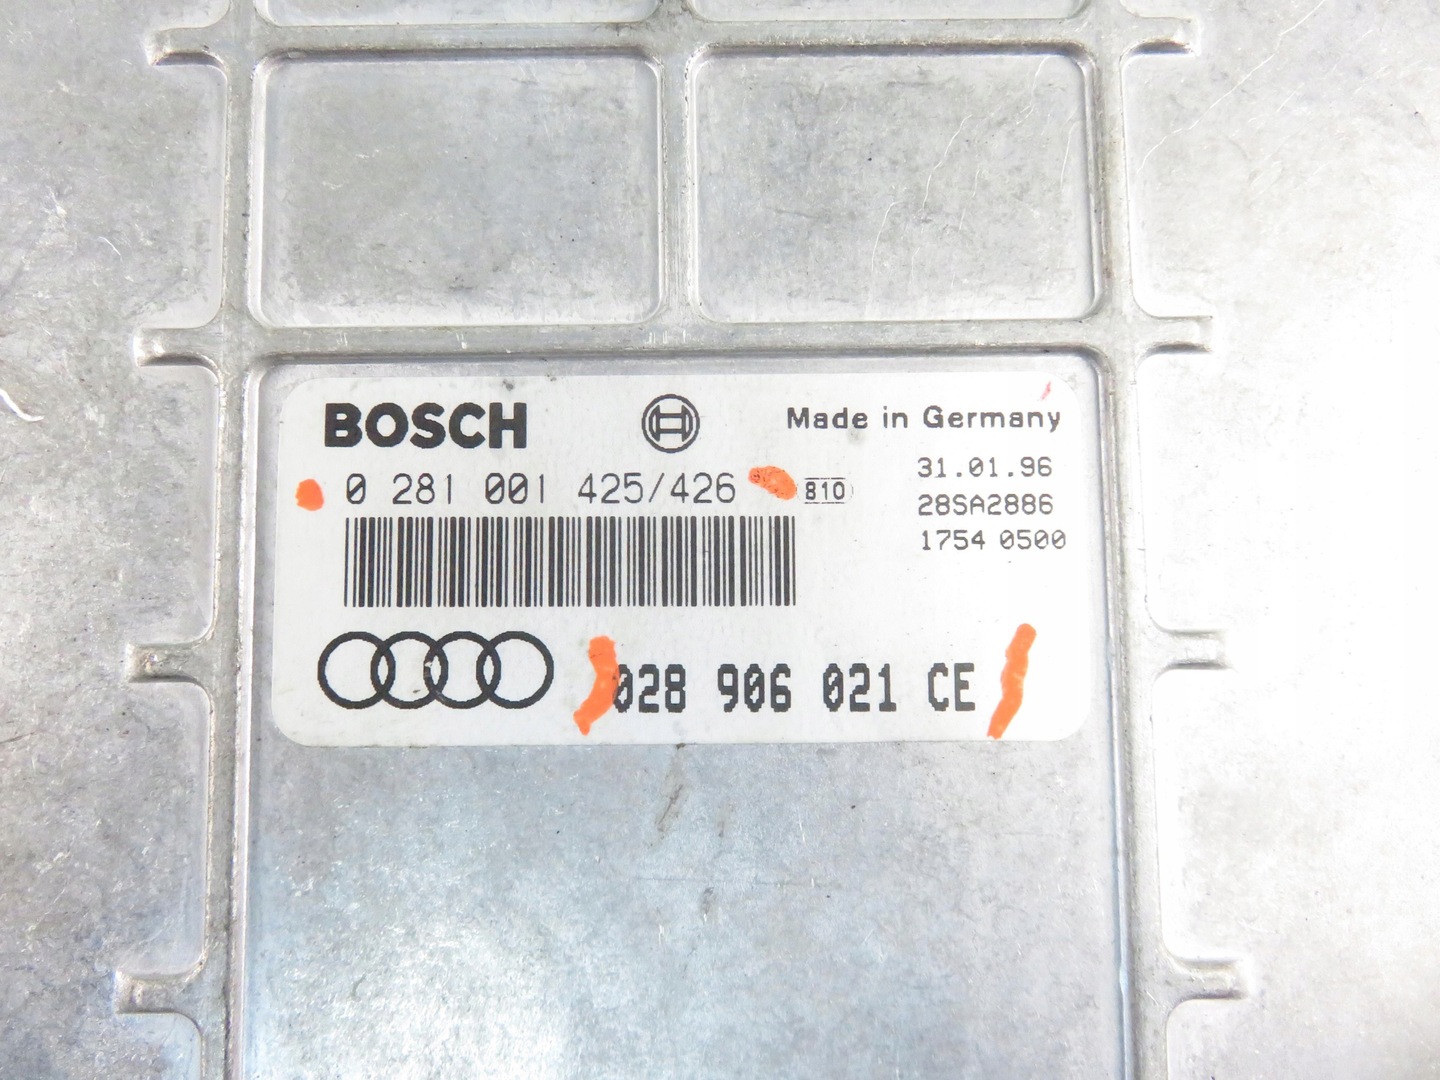 BOSCH
Made in Germany
0 281 001 425/426 810
31.01.96
28SA2886
1754 0500
028 906 021 CE